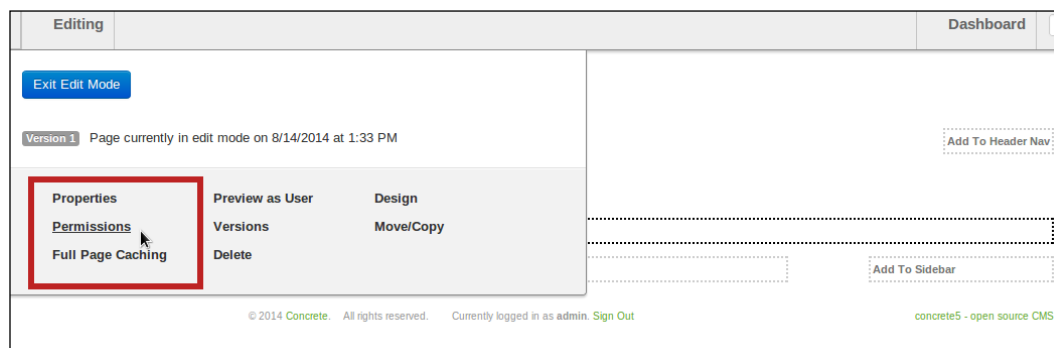 Editing Dashboard
Exit Edit Mode
Version 1 Page currently in edit mode on 8/14/2014 at 1:33 PM
Add To Header Nav
Properties Preview as User Design
Permissions Versions Move/Copy
Full Page Caching Delete
Add To Sidebar
© 2014 Concrete. All rights reserved. Currently logged in as admin. Sign Out concrete5 - open source CMS